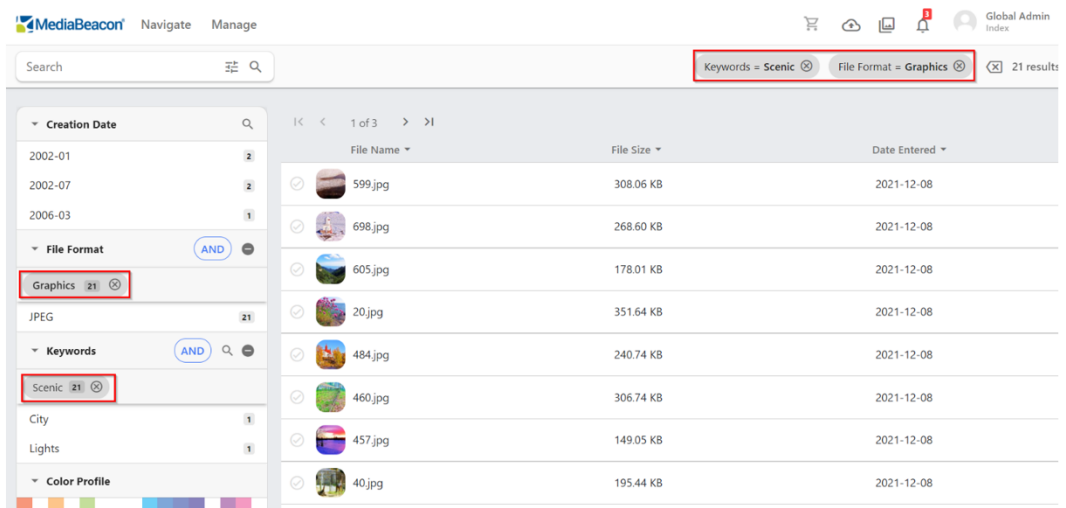 MediaBeacon® Navigate Manage 3 Global Admin
Index
Search Keywords = Scenic File Format = Graphics 21 results
Creation Date
2002-01 2
2002-07 2
2006-03 1
File Format AND
Graphics 21
JPEG 21
Keywords AND
Scenic 21
City 1
Lights 1
Color Profile
1 of 3
File Name File Size Date Entered
599.jpg 308.06 KB 2021-12-08
698.jpg 268.60 KB 2021-12-08
605.jpg 178.01 KB 2021-12-08
20.jpg 351.64 KB 2021-12-08
484.jpg 240.74 KB 2021-12-08
460.jpg 306.74 KB 2021-12-08
457.jpg 149.05 KB 2021-12-08
40.jpg 195.44 KB 2021-12-08